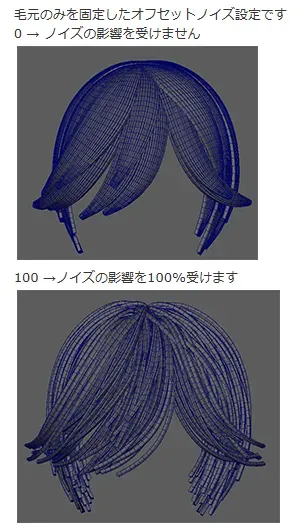 毛元のみを固定したオフセットノイズ設定です
0 → ノイズの影響を受けません
100 →ノイズの影響を100%受けます